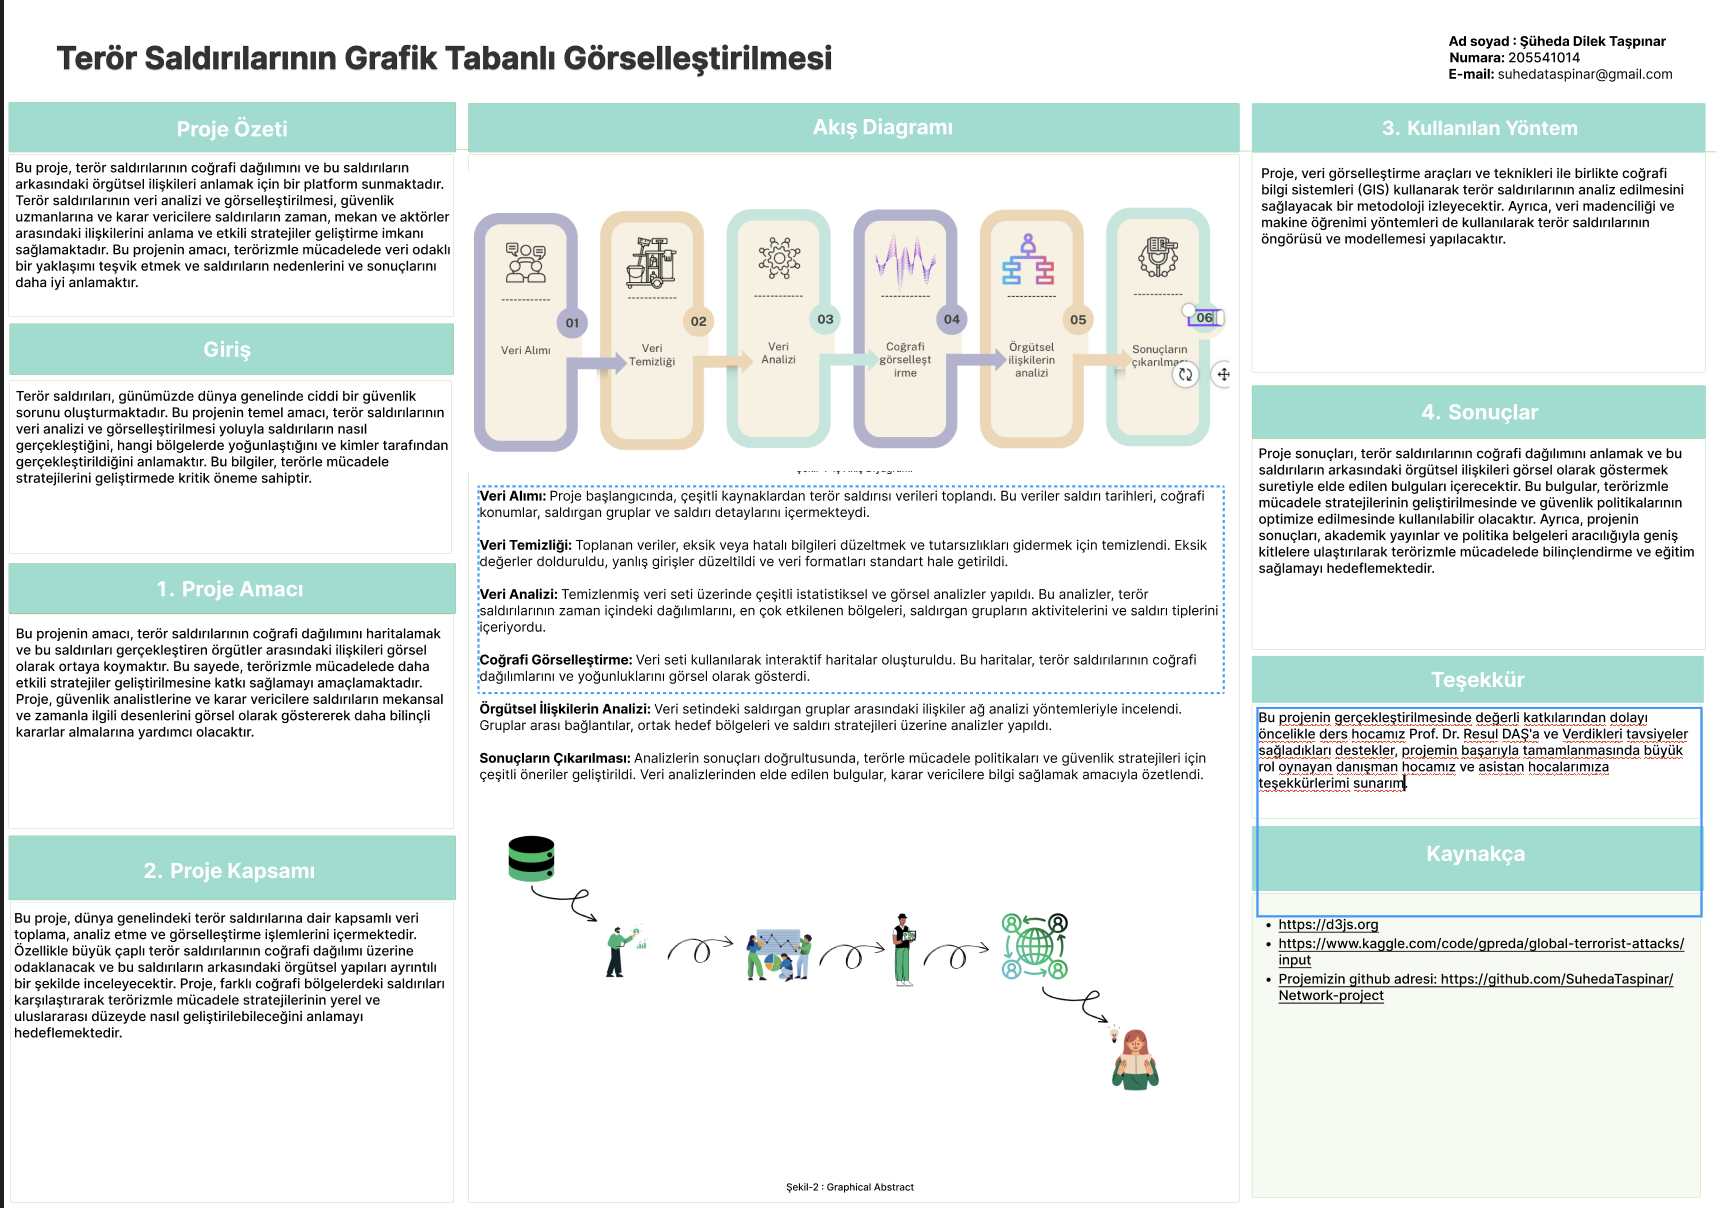 Terör Saldırılarının Grafik Tabanlı Görselleştirilmesi
Ad soyad : Şüheda Dilek Taşpınar
Numara: 205541014
E-mail: suhedataspinar@gmail.com
Proje Özeti
Bu proje, terör saldırılarının coğrafi dağılımını ve bu saldırıların
arkasındaki örgütsel ilişkileri anlamak için bir platform sunmaktadır.
Terör saldırılarının veri analizi ve görselleştirilmesi, güvenlik
uzmanlarına ve karar vericilere saldırıların zaman, mekan ve aktörler
arasındaki ilişkilerini anlama ve etkili stratejiler geliştirme imkanı
sağlamaktadır. Bu projenin amacı, terörizmle mücadelede veri odaklı
bir yaklaşımı teşvik etmek ve saldırıların nedenlerini ve sonuçlarını
daha iyi anlamaktır.
Giriş
Terör saldırıları, günümüzde dünya genelinde ciddi bir güvenlik
sorunu oluşturmaktadır. Bu projenin temel amacı, terör saldırılarının
veri analizi ve görselleştirilmesi yoluyla saldırıların nasıl
gerçekleştiğini, hangi bölgelerde yoğunlaştığını ve kimler tarafından
gerçekleştirildiğini anlamaktır. Bu bilgiler, terörle mücadele
stratejilerini geliştirmede kritik öneme sahiptir.
1. Proje Amacı
Bu projenin amacı, terör saldırılarının coğrafi dağılımını haritalamak
ve bu saldırıları gerçekleştiren örgütler arasındaki ilişkileri görsel
olarak ortaya koymaktır. Bu sayede, terörizmle mücadelede daha
etkili stratejiler geliştirilmesine katkı sağlamayı amaçlamaktadır.
Proje, güvenlik analistlerine ve karar vericilere saldırıların mekansal
ve zamanla ilgili desenlerini görsel olarak göstererek daha bilinçli
kararlar almalarına yardımcı olacaktır.
2. Proje Kapsamı
Bu proje, dünya genelindeki terör saldırılarına dair kapsamlı veri
toplama, analiz etme ve görselleştirme işlemlerini içermektedir.
Özellikle büyük çaplı terör saldırılarının coğrafi dağılımı üzerine
odaklanacak ve bu saldırıların arkasındaki örgütsel yapıları ayrıntılı
bir şekilde inceleyecektir. Proje, farklı coğrafi bölgelerdeki saldırıları
karşılaştırarak terörizmle mücadele stratejilerinin yerel ve
uluslararası düzeyde nasıl geliştirilebileceğini anlamayı
hedeflemektedir.
Akış Diagramı
01
Veri Alımı
02
Veri
Temizliği
03
Veri
Analizi
04
Coğrafi
görselleşt
irme
05
Örgütsel
ilişkilerin
analizi
06
Sonuçların
Veri Alımı: Proje başlangıcında, çeşitli kaynaklardan terör saldırısı verileri toplandı. Bu veriler saldırı tarihleri, coğrafi
konumlar, saldırgan gruplar ve saldırı detaylarını içermekteydi.
Veri Temizliği: Toplanan veriler, eksik veya hatalı bilgileri düzeltmek ve tutarsızlıkları gidermek için temizlendi. Eksik
değerler dolduruldu, yanlış girişler düzeltildi ve veri formatları standart hale getirildi.
Veri Analizi: Temizlenmiş veri seti üzerinde çeşitli istatistiksel ve görsel analizler yapıldı. Bu analizler, terör
saldırılarının zaman içindeki dağılımlarını, en çok etkilenen bölgeleri, saldırgan grupların aktivitelerini ve saldırı tiplerini
içeriyordu.
Coğrafi Görselleştirme: Veri seti kullanılarak interaktif haritalar oluşturuldu. Bu haritalar, terör saldırılarının coğrafi
dağılımlarını ve yoğunluklarını görsel olarak gösterdi.
Örgütsel İlişkilerin Analizi: Veri setindeki saldırgan gruplar arasındaki ilişkiler ağ analizi yöntemleriyle incelendi.
Gruplar arası bağlantılar, ortak hedef bölgeleri ve saldırı stratejileri üzerine analizler yapıldı.
Sonuçların Çıkarılması: Analizlerin sonuçları doğrultusunda, terörle mücadele politikaları ve güvenlik stratejileri için
çeşitli öneriler geliştirildi. Veri analizlerinden elde edilen bulgular, karar vericilere bilgi sağlamak amacıyla özetlendi.
Şekil-2 : Graphical Abstract
3. Kullanılan Yöntem
Proje, veri görselleştirme araçları ve teknikleri ile birlikte coğrafi
bilgi sistemleri (GIS) kullanarak terör saldırılarının analiz edilmesini
sağlayacak bir metodoloji izleyecektir. Ayrıca, veri madenciliği ve
makine öğrenimi yöntemleri de kullanılarak terör saldırılarının
öngörüsü ve modellemesi yapılacaktır.
4. Sonuçlar
Proje sonuçları, terör saldırılarının coğrafi dağılımını anlamak ve bu
saldırıların arkasındaki örgütsel ilişkileri görsel olarak göstermek
suretiyle elde edilen bulguları içerecektir. Bu bulgular, terörizmle
mücadele stratejilerinin geliştirilmesinde ve güvenlik politikalarının
optimize edilmesinde kullanılabilir olacaktır. Ayrıca, projenin
sonuçları, akademik yayınlar ve politika belgeleri aracılığıyla geniş
kitlelere ulaştırılarak terörizmle mücadelede bilinçlendirme ve eğitim
sağlamayı hedeflemektedir.
Teşekkür
Bu projenin gerçekleştirilmesinde değerli katkılarından dolayı
öncelikle ders hocamız Prof. Dr. Resul DAŞ'a ve Verdikleri tavsiyeler
sağladıkları destekler, projemin başarıyla tamamlanmasında büyük
rol oynayan danışman hocamız ve asistan hocalarımıza
teşekkürlerimi sunarım.
Kaynakça
• https://d3js.org
• https://www.kaggle.com/code/gpreda/global-terrorist-attacks/
input
• Projemizin github adresi: https://github.com/SuhedaTaspinar/
Network-project